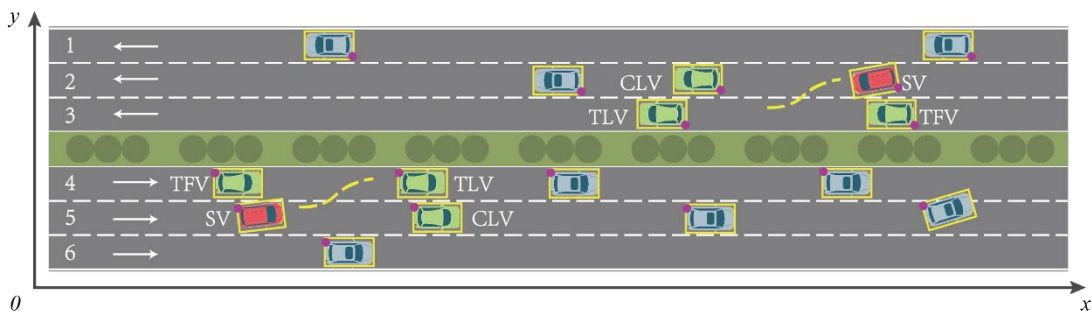 y
1
2 CLV SV
3 TLV TFV
4 TFV TLV
5 SV CLV
6
0 x